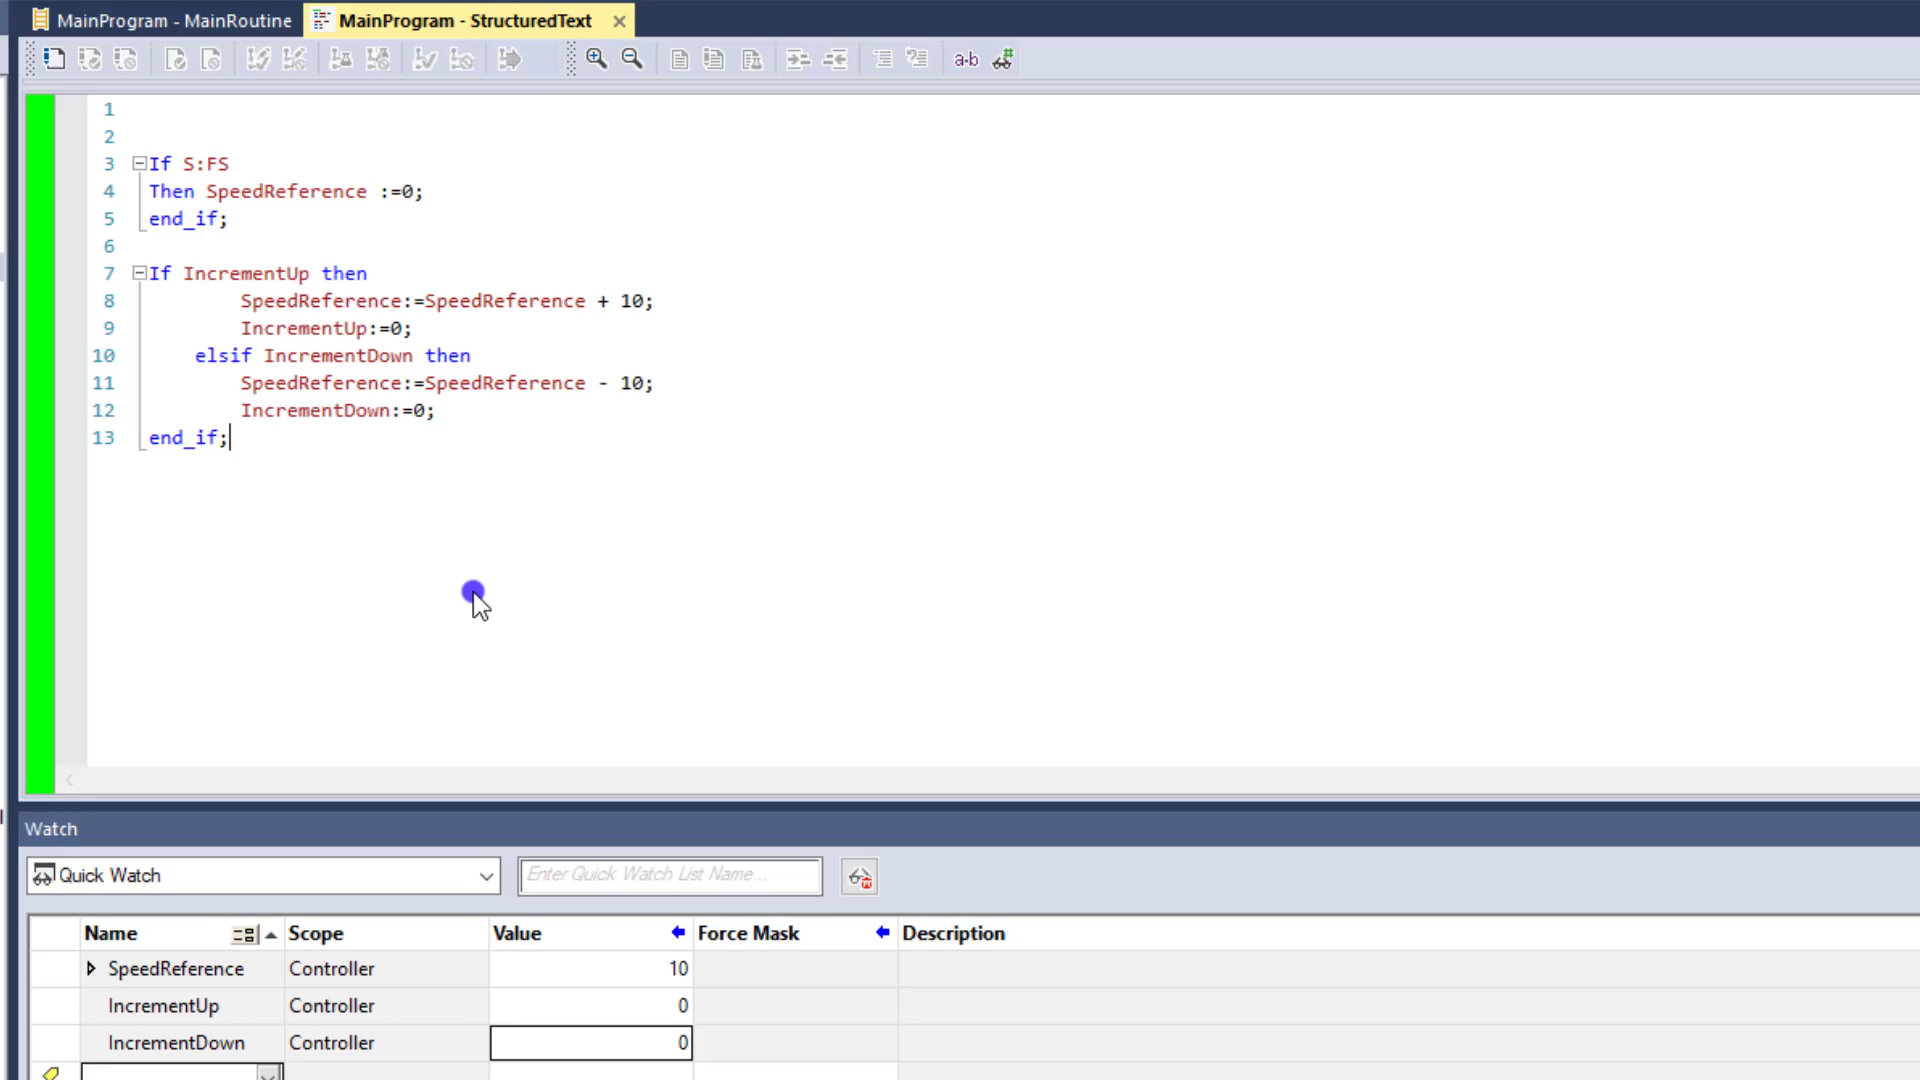 MainProgram - MainRoutine
MainProgram - StructuredText
a-b
1
2
3 If S:FS
4 Then SpeedReference :=0;
5 end_if;
6
7 If IncrementUp then
8 SpeedReference:=SpeedReference + 10;
9 IncrementUp:=0;
10 elsif IncrementDown then
11 SpeedReference:=SpeedReference - 10;
12 IncrementDown:=0;
13 end_if;
Watch
Quick Watch
Enter Quick Watch List Name...
Name Scope Value Force Mask Description
SpeedReference Controller 10
IncrementUp Controller 0
IncrementDown Controller 0